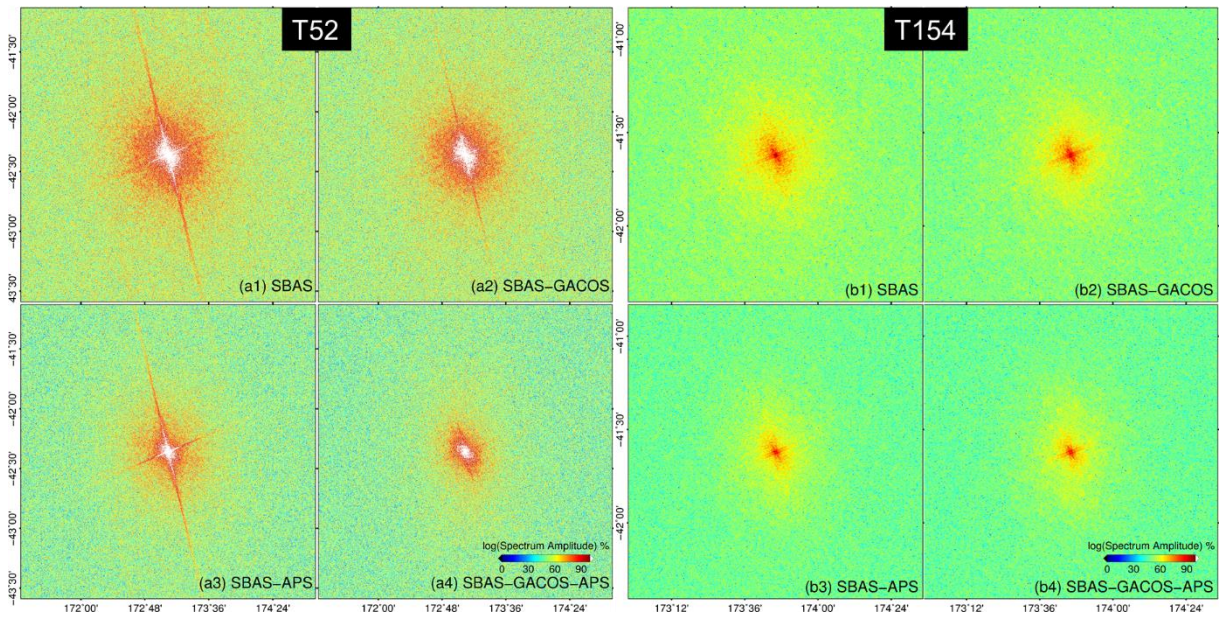 T52
T154
-41˚30'
-42˚00'
-42˚30'
-43˚00'
-43˚30'
(a1) SBAS
(a2) SBAS-GACOS
-41˚00'
-41˚30'
-42˚00'
(b1) SBAS
(b2) SBAS-GACOS
-41˚30'
-42˚00'
-42˚30'
-43˚00'
-43˚30'
(a3) SBAS-APS
log(Spectrum Amplitude) %
0 30 60 90
(a4) SBAS-GACOS-APS
-41˚00'
-41˚30'
-42˚00'
(b3) SBAS-APS
log(Spectrum Amplitude) %
0 30 60 90
(b4) SBAS-GACOS-APS
172˚00' 172˚48' 173˚36' 174˚24' 172˚00' 172˚48' 173˚36' 174˚24' 173˚12' 173˚36' 174˚00' 174˚24' 173˚12' 173˚36' 174˚00' 174˚24'